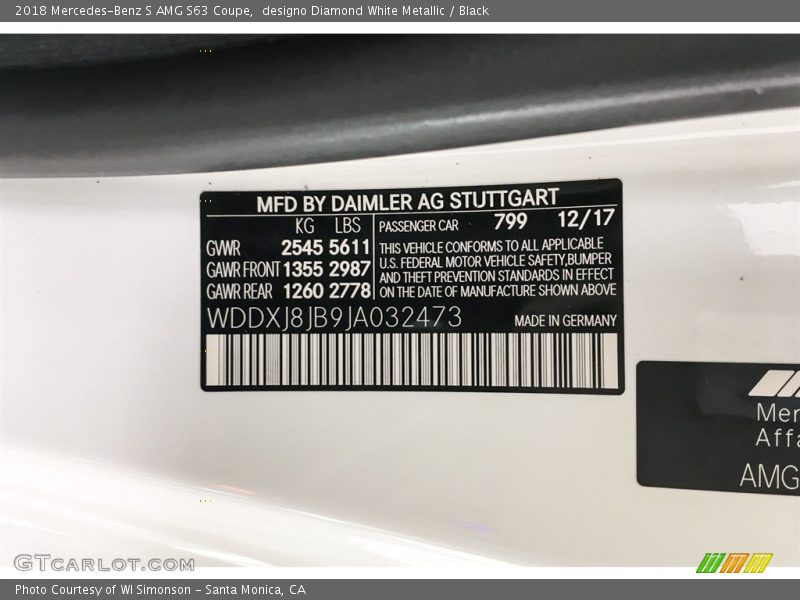 2018 Mercedes-Benz S AMG S63 Coupe, designo Diamond White Metallic / Black
MFD BY DAIMLER AG STUTTGART
KG LBS
GVWR 2545 5611
GAWR FRONT 1355 2987
GAWR REAR 1260 2778
PASSENGER CAR 799 12/17
THIS VEHICLE CONFORMS TO ALL APPLICABLE
U.S. FEDERAL MOTOR VEHICLE SAFETY,BUMPER
AND THEFT PREVENTION STANDARDS IN EFFECT
ON THE DATE OF MANUFACTURE SHOWN ABOVE
WDDXJ8JB9JA032473
MADE IN GERMANY
Mer
Affa
AMG
GTCARLOT.COM
Photo Courtesy of WI Simonson - Santa Monica, CA